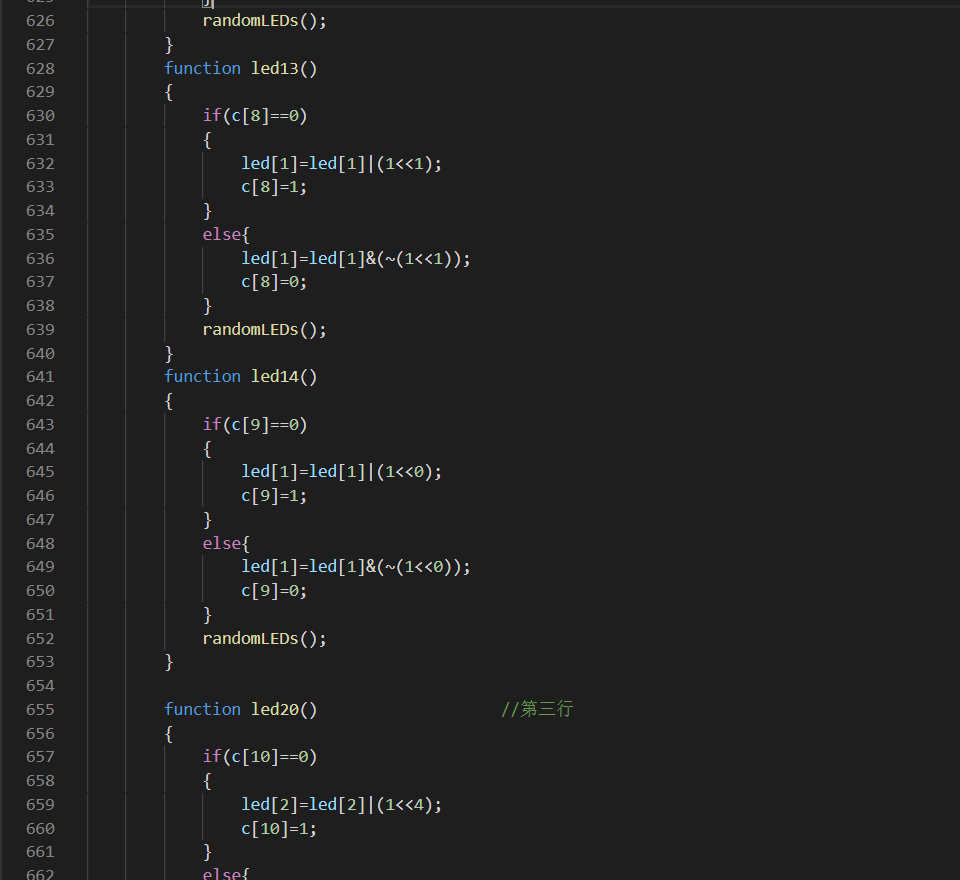 626 randomLEDs();
627 }
628 function led13()
629 {
630 if(c[8]==0)
631 {
632 led[1]=led[1]|(1<<1);
633 c[8]=1;
634 }
635 else{
636 led[1]=led[1]&(~(1<<1));
637 c[8]=0;
638 }
639 randomLEDs();
640 }
641 function led14()
642 {
643 if(c[9]==0)
644 {
645 led[1]=led[1]|(1<<0);
646 c[9]=1;
647 }
648 else{
649 led[1]=led[1]&(~(1<<0));
650 c[9]=0;
651 }
652 randomLEDs();
653 }
654
655 function led20() //第三行
656 {
657 if(c[10]==0)
658 {
659 led[2]=led[2]|(1<<4);
660 c[10]=1;
661 }
662 else{